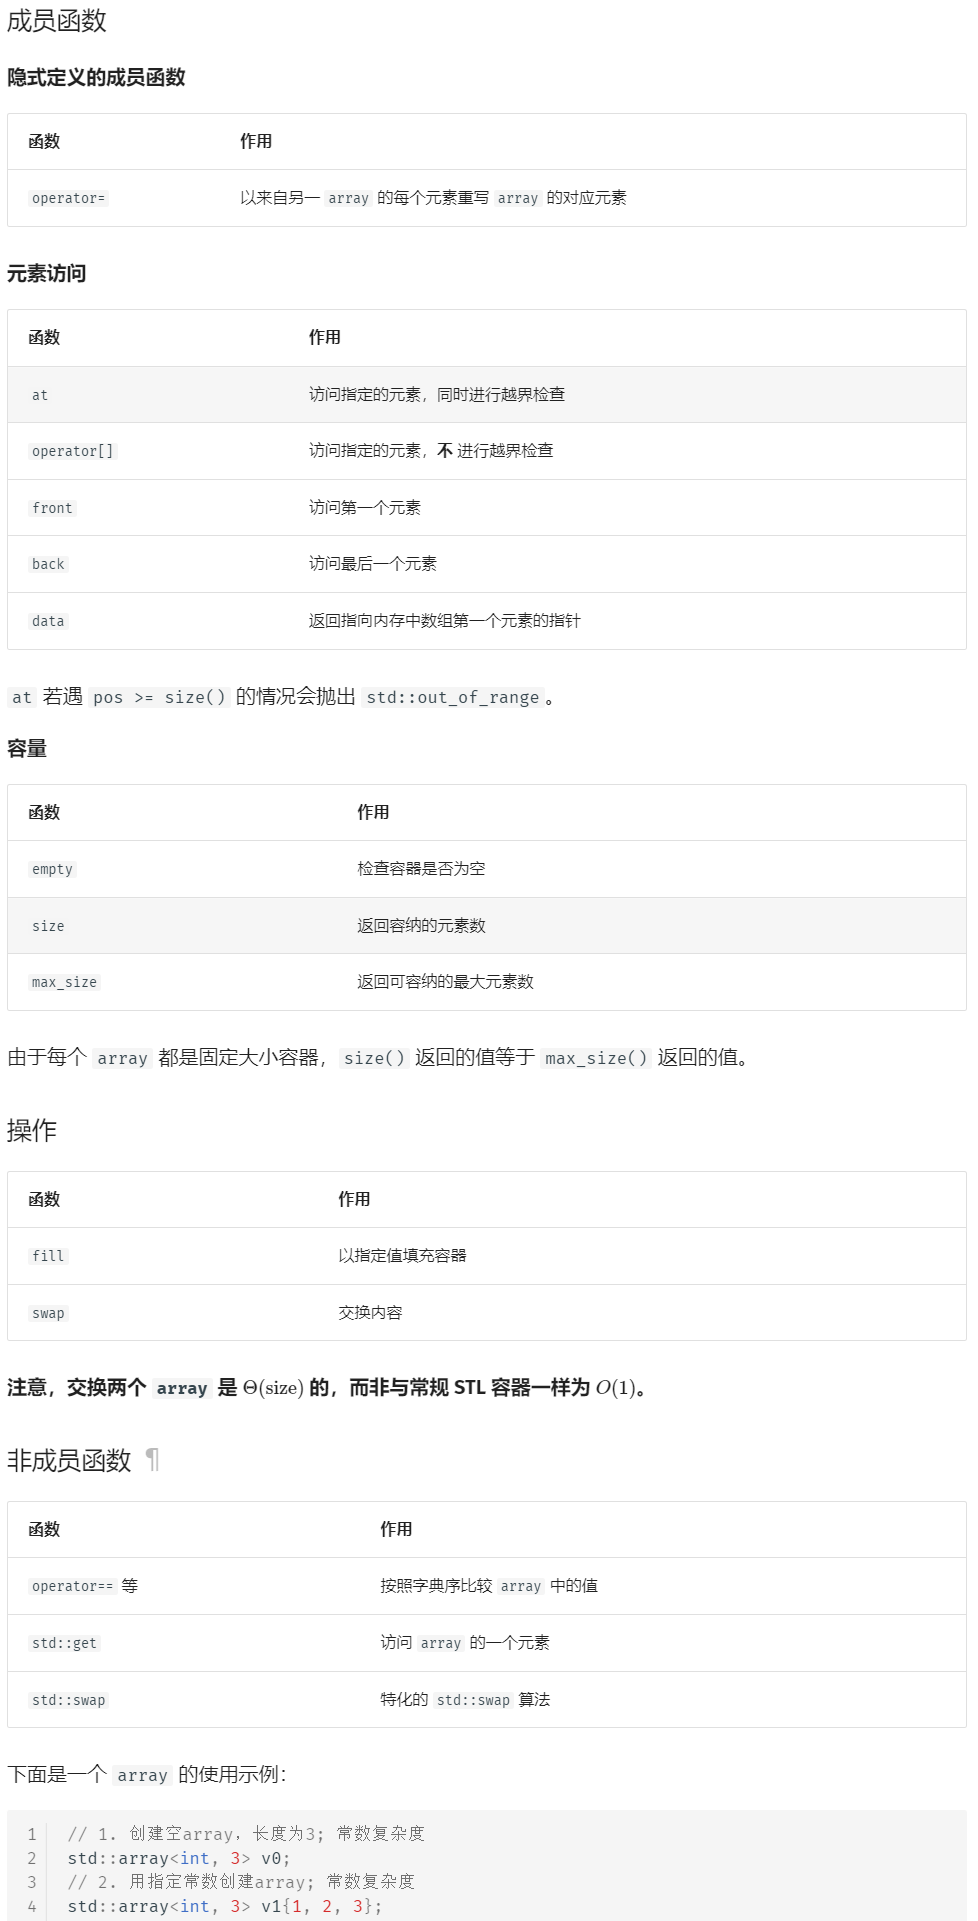 成员函数
隐式定义的成员函数
函数 作用
operator= 以来自另一 array 的每个元素重写 array 的对应元素
元素访问
函数 作用
at 访问指定的元素，同时进行越界检查
operator[] 访问指定的元素，不 进行越界检查
front 访问第一个元素
back 访问最后一个元素
data 返回指向内存中数组第一个元素的指针
at 若遇 pos >= size() 的情况会抛出 std::out_of_range。
容量
函数 作用
empty 检查容器是否为空
size 返回容纳的元素数
max_size 返回可容纳的最大元素数
由于每个 array 都是固定大小容器，size() 返回的值等于 max_size() 返回的值。
操作
函数 作用
fill 以指定值填充容器
swap 交换内容
注意，交换两个 array 是 Θ(size) 的，而非与常规 STL 容器一样为 O(1)。
非成员函数 ¶
函数 作用
operator== 等 按照字典序比较 array 中的值
std::get 访问 array 的一个元素
std::swap 特化的 std::swap 算法
下面是一个 array 的使用示例：
1 // 1. 创建空array，长度为3; 常数复杂度
2 std::array<int, 3> v0;
3 // 2. 用指定常数创建array; 常数复杂度
4 std::array<int, 3> v1{1, 2, 3};